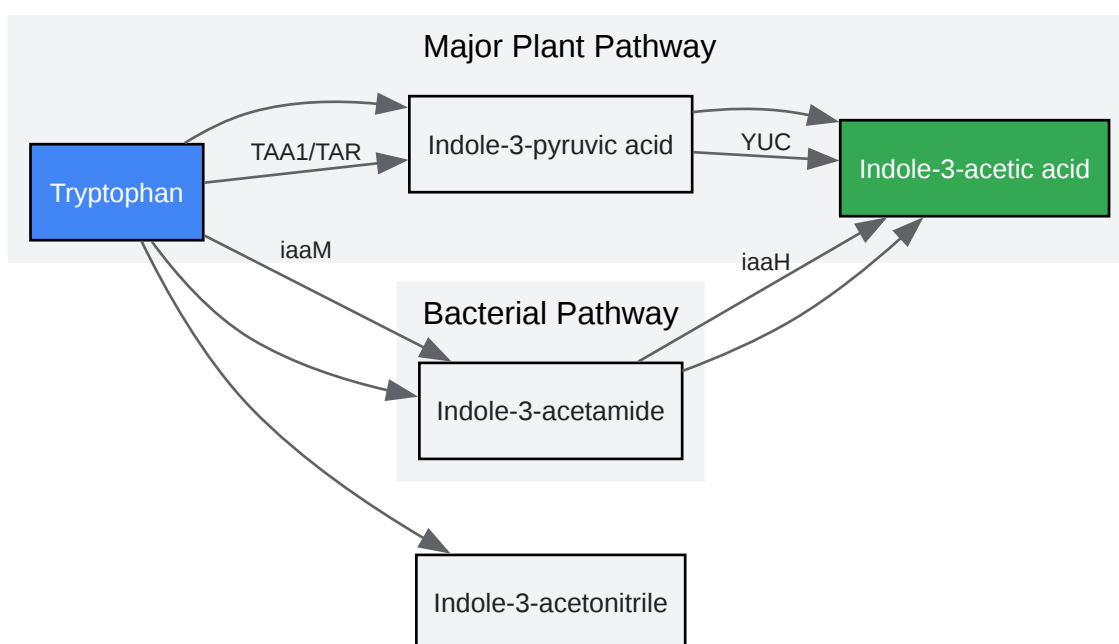 Major Plant Pathway
Indole-3-pyruvic acid
TAA1/TAR
YUC
Tryptophan
Indole-3-acetic acid
iaaM
iaaH
Bacterial Pathway
Indole-3-acetamide
Indole-3-acetonitrile